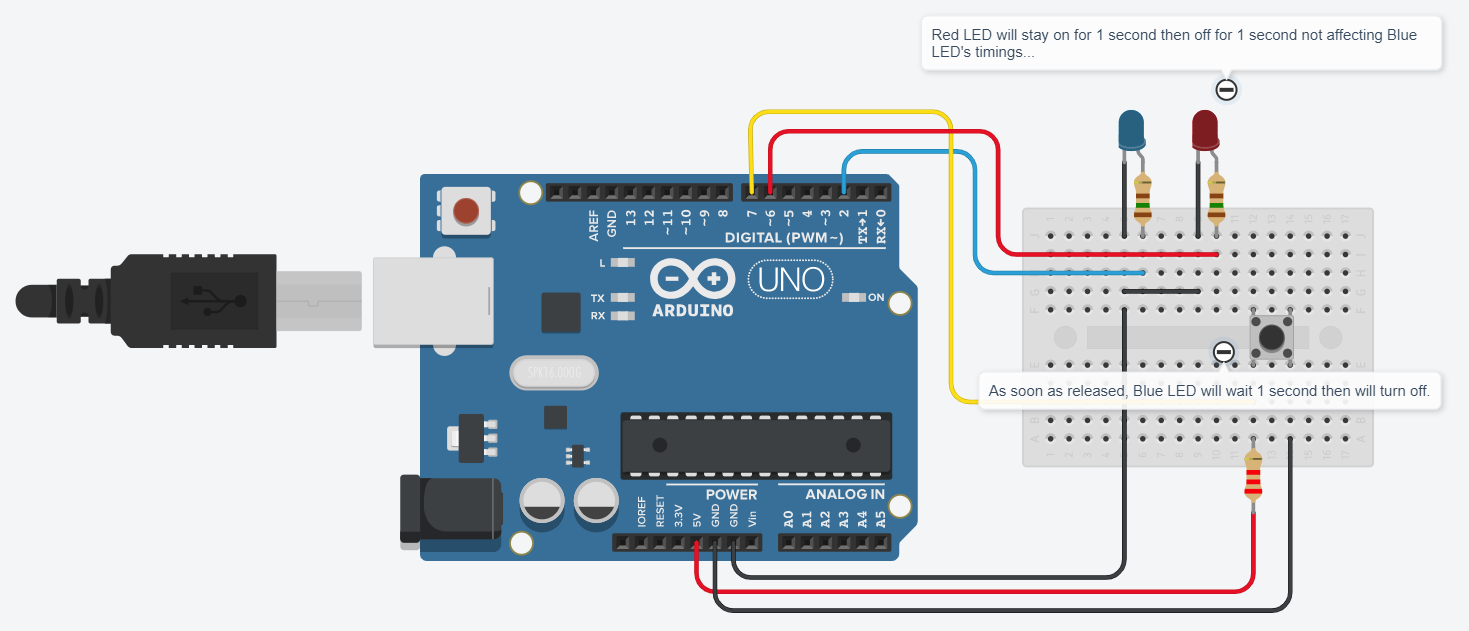 Red LED will stay on for 1 second then off for 1 second not affecting Blue
LED's timings...
AREF
GND
13
12
~11
~10
~9
8
7
~6
~5
4
~3
2
TX→1
RX←0
DIGITAL (PWM~)
L
TX
RX
UNO
ON
ARDUINO
As soon as released, Blue LED will wait 1 second then will turn off.
SPK16.000G
POWER
ANALOG IN
IOREF
RESET
3.3V
5V
GND
GND
Vin
A0
A1
A2
A3
A4
A5